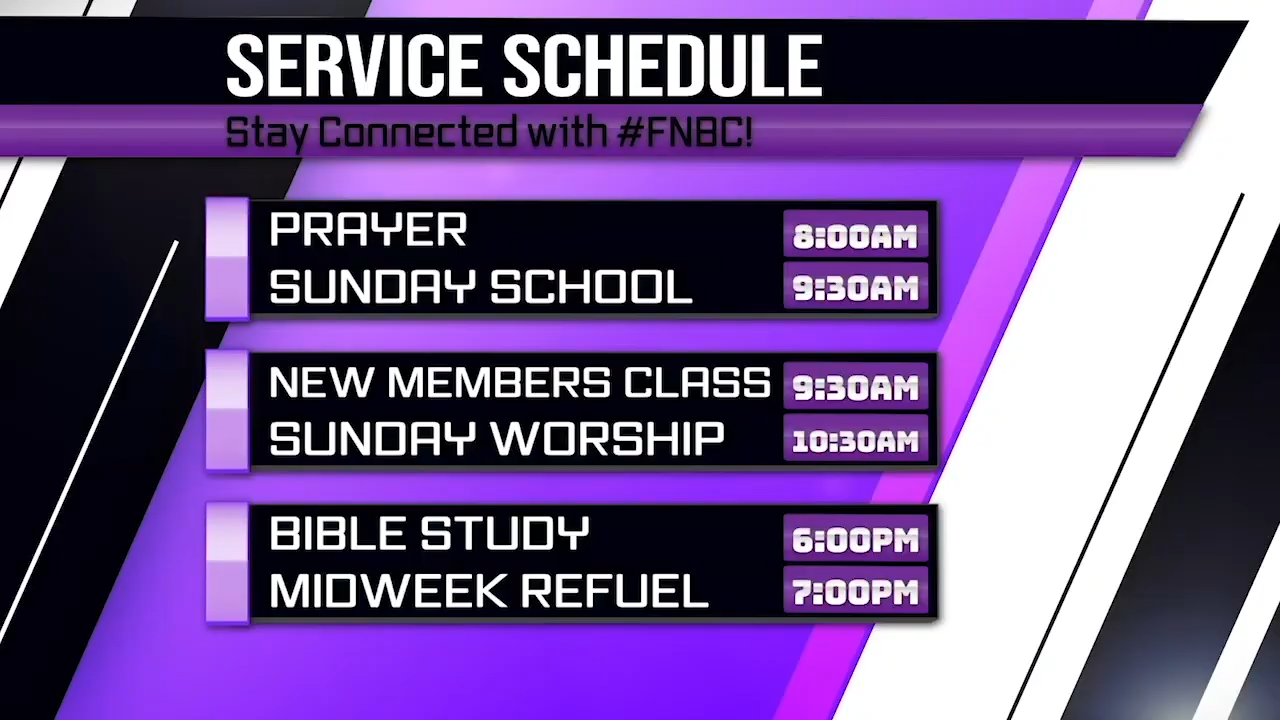 SERVICE SCHEDULE
Stay Connected with #FNBC!
PRAYER 8:00AM
SUNDAY SCHOOL 9:30AM
NEW MEMBERS CLASS 9:30AM
SUNDAY WORSHIP 10:30AM
BIBLE STUDY 6:00PM
MIDWEEK REFUEL 7:00PM